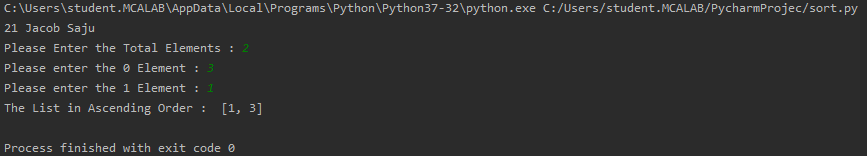 C:\Users\student.MCALAB\AppData\Local\Programs\Python\Python37-32\python.exe C:/Users/student.MCALAB/PycharmProjec/sort.py
21 Jacob Saju
Please Enter the Total Elements : 2
Please enter the 0 Element : 3
Please enter the 1 Element : 1
The List in Ascending Order :  [1, 3]
Process finished with exit code 0